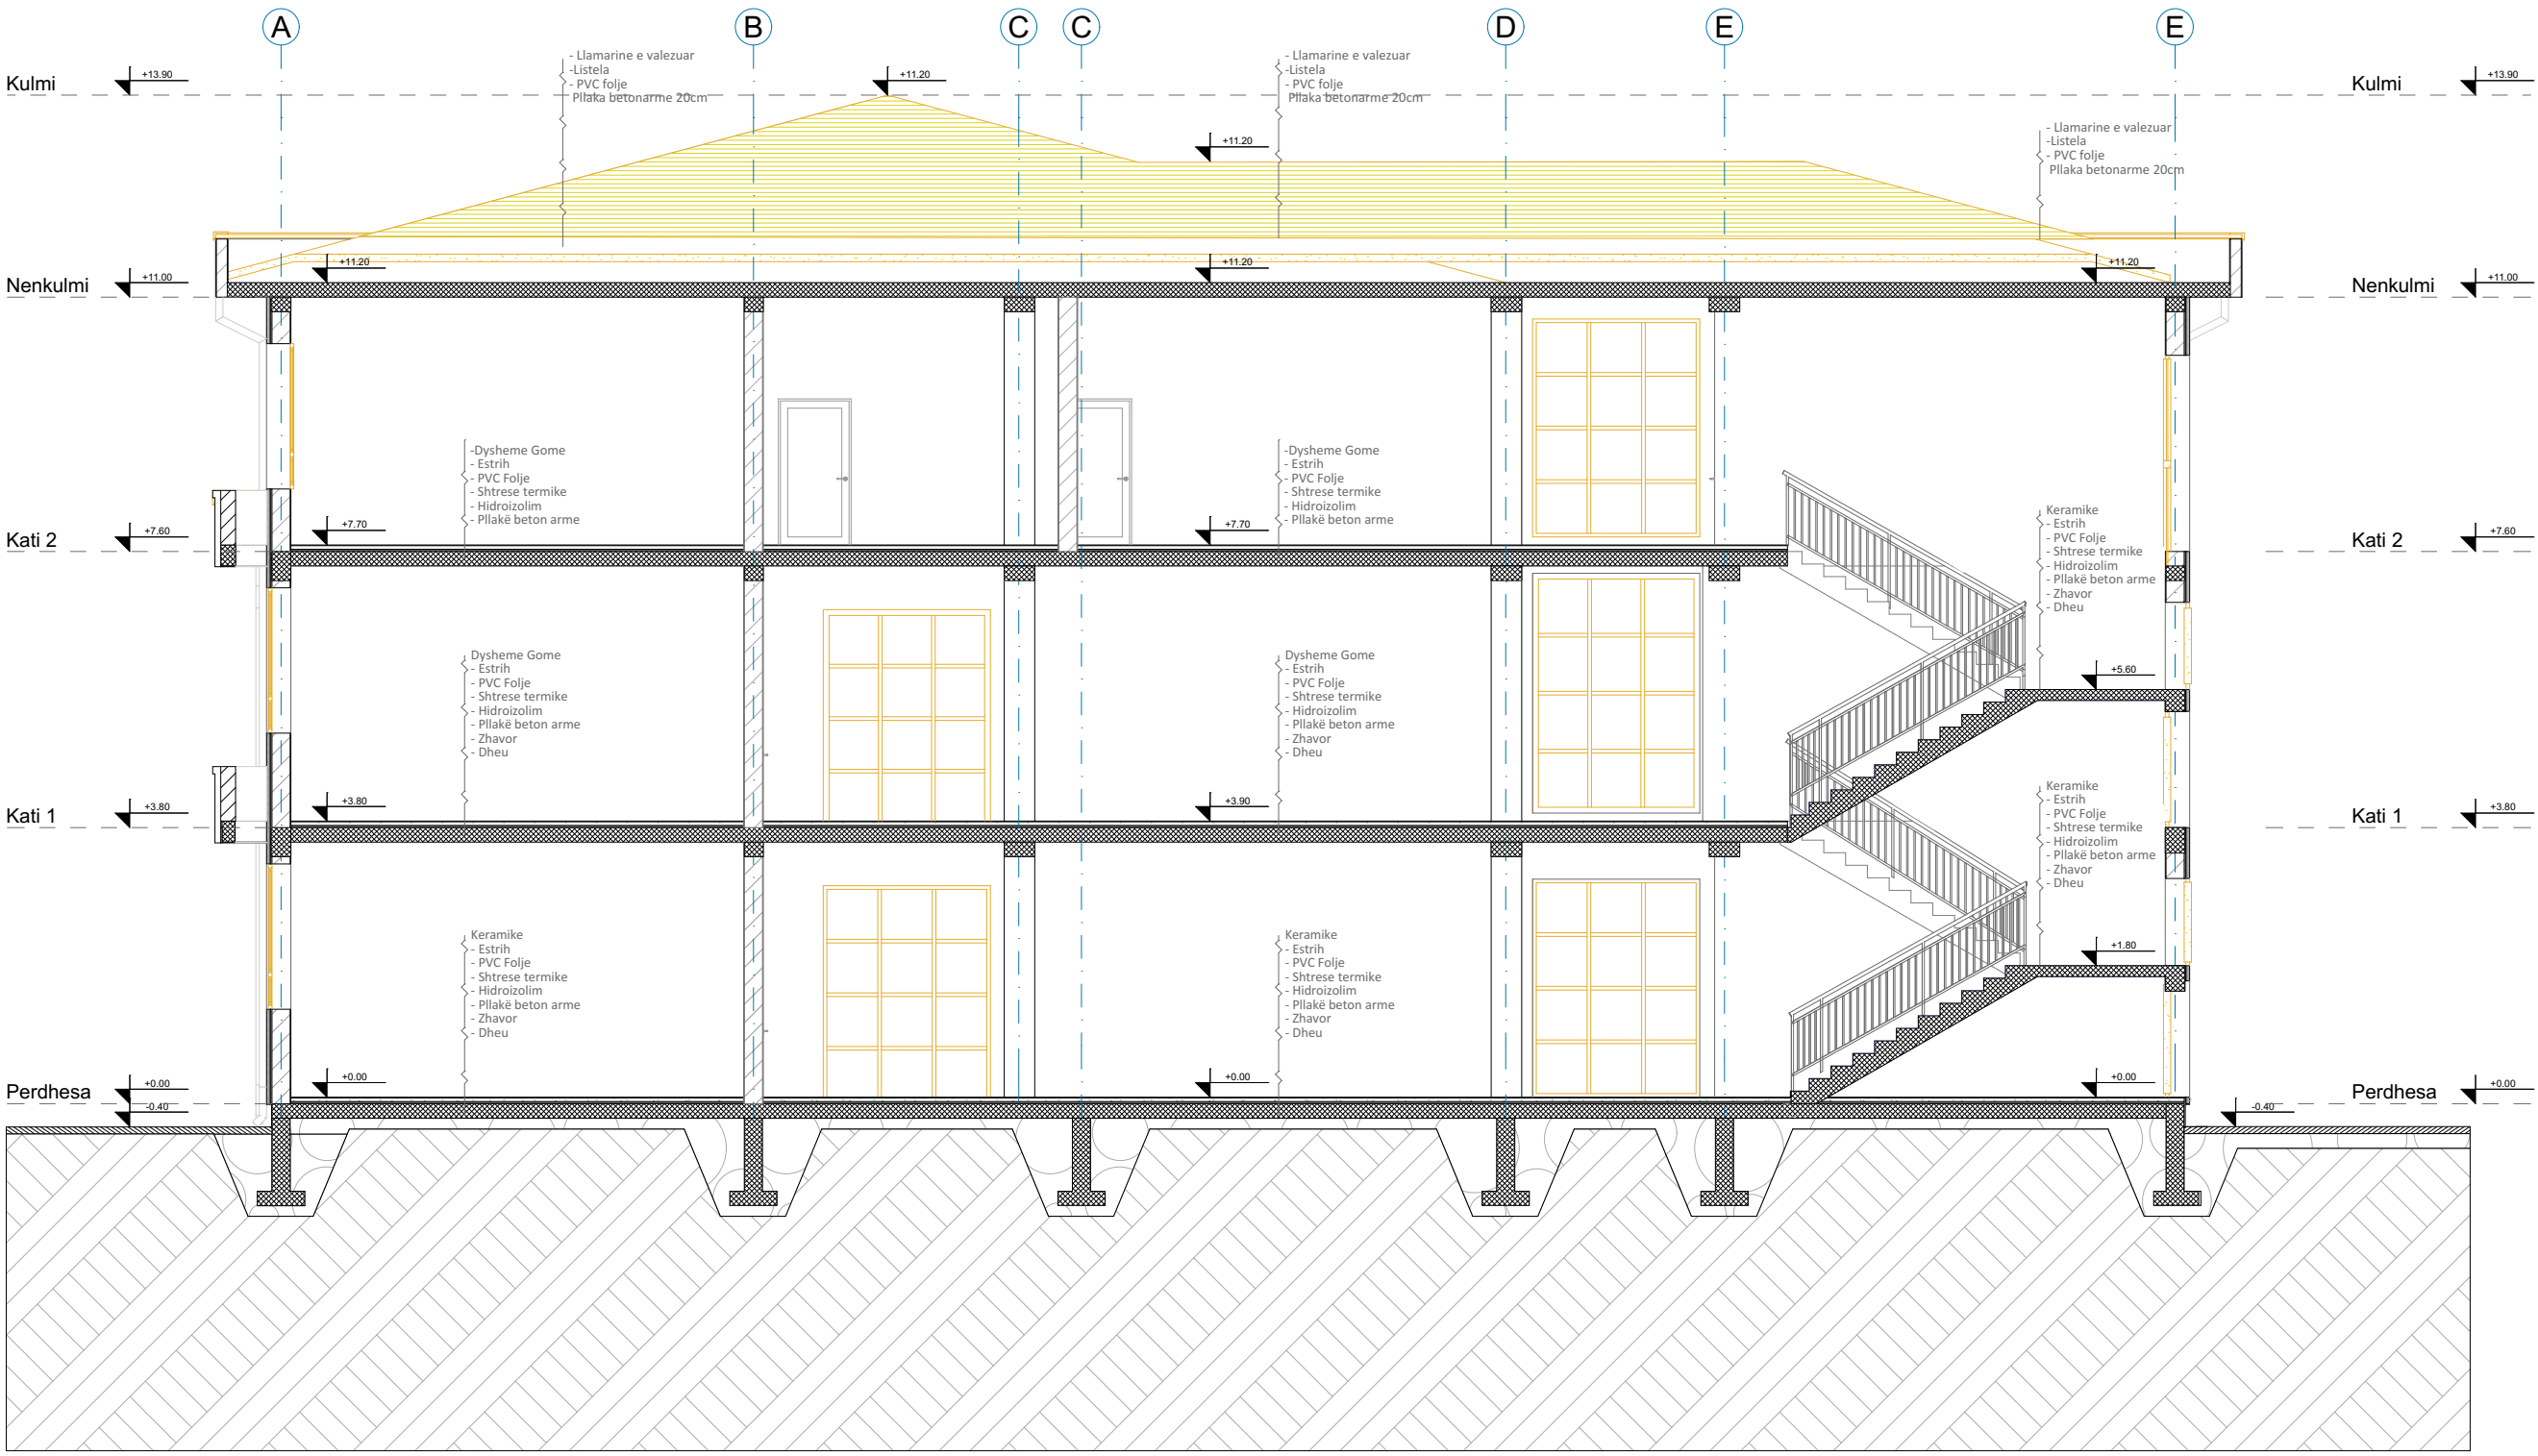 A
B
C
C
D
E
E
Kulmi
+13.90
- Llamarine e valezuar
-Listela
- PVC folje
Pllaka betonarme 20cm
+11.20
- Llamarine e valezuar
-Listela
- PVC folje
Pllaka betonarme 20cm
Kulmi
+13.90
+11.20
- Llamarine e valezuar
-Listela
- PVC folje
Pllaka betonarme 20cm
Nenkulmi
+11.00
+11.20
+11.20
+11.20
Nenkulmi
+11.00
-Dysheme Gome
- Estrih
- PVC Folje
- Shtrese termike
- Hidroizolim
- Pllakë beton arme
-Dysheme Gome
- Estrih
- PVC Folje
- Shtrese termike
- Hidroizolim
- Pllakë beton arme
Keramike
- Estrih
- PVC Folje
- Shtrese termike
- Hidroizolim
- Pllakë beton arme
- Zhavor
- Dheu
Kati 2
+7.60
+7.70
+7.70
Kati 2
+7.60
Dysheme Gome
- Estrih
- PVC Folje
- Shtrese termike
- Hidroizolim
- Pllakë beton arme
- Zhavor
- Dheu
Dysheme Gome
- Estrih
- PVC Folje
- Shtrese termike
- Hidroizolim
- Pllakë beton arme
- Zhavor
- Dheu
+5.60
Keramike
- Estrih
- PVC Folje
- Shtrese termike
- Hidroizolim
- Pllakë beton arme
- Zhavor
- Dheu
Kati 1
+3.80
+3.80
+3.90
Kati 1
+3.80
Keramike
- Estrih
- PVC Folje
- Shtrese termike
- Hidroizolim
- Pllakë beton arme
- Zhavor
- Dheu
Keramike
- Estrih
- PVC Folje
- Shtrese termike
- Hidroizolim
- Pllakë beton arme
- Zhavor
- Dheu
+1.80
Perdhesa
+0.00
-0.40
+0.00
+0.00
+0.00
-0.40
Perdhesa
+0.00